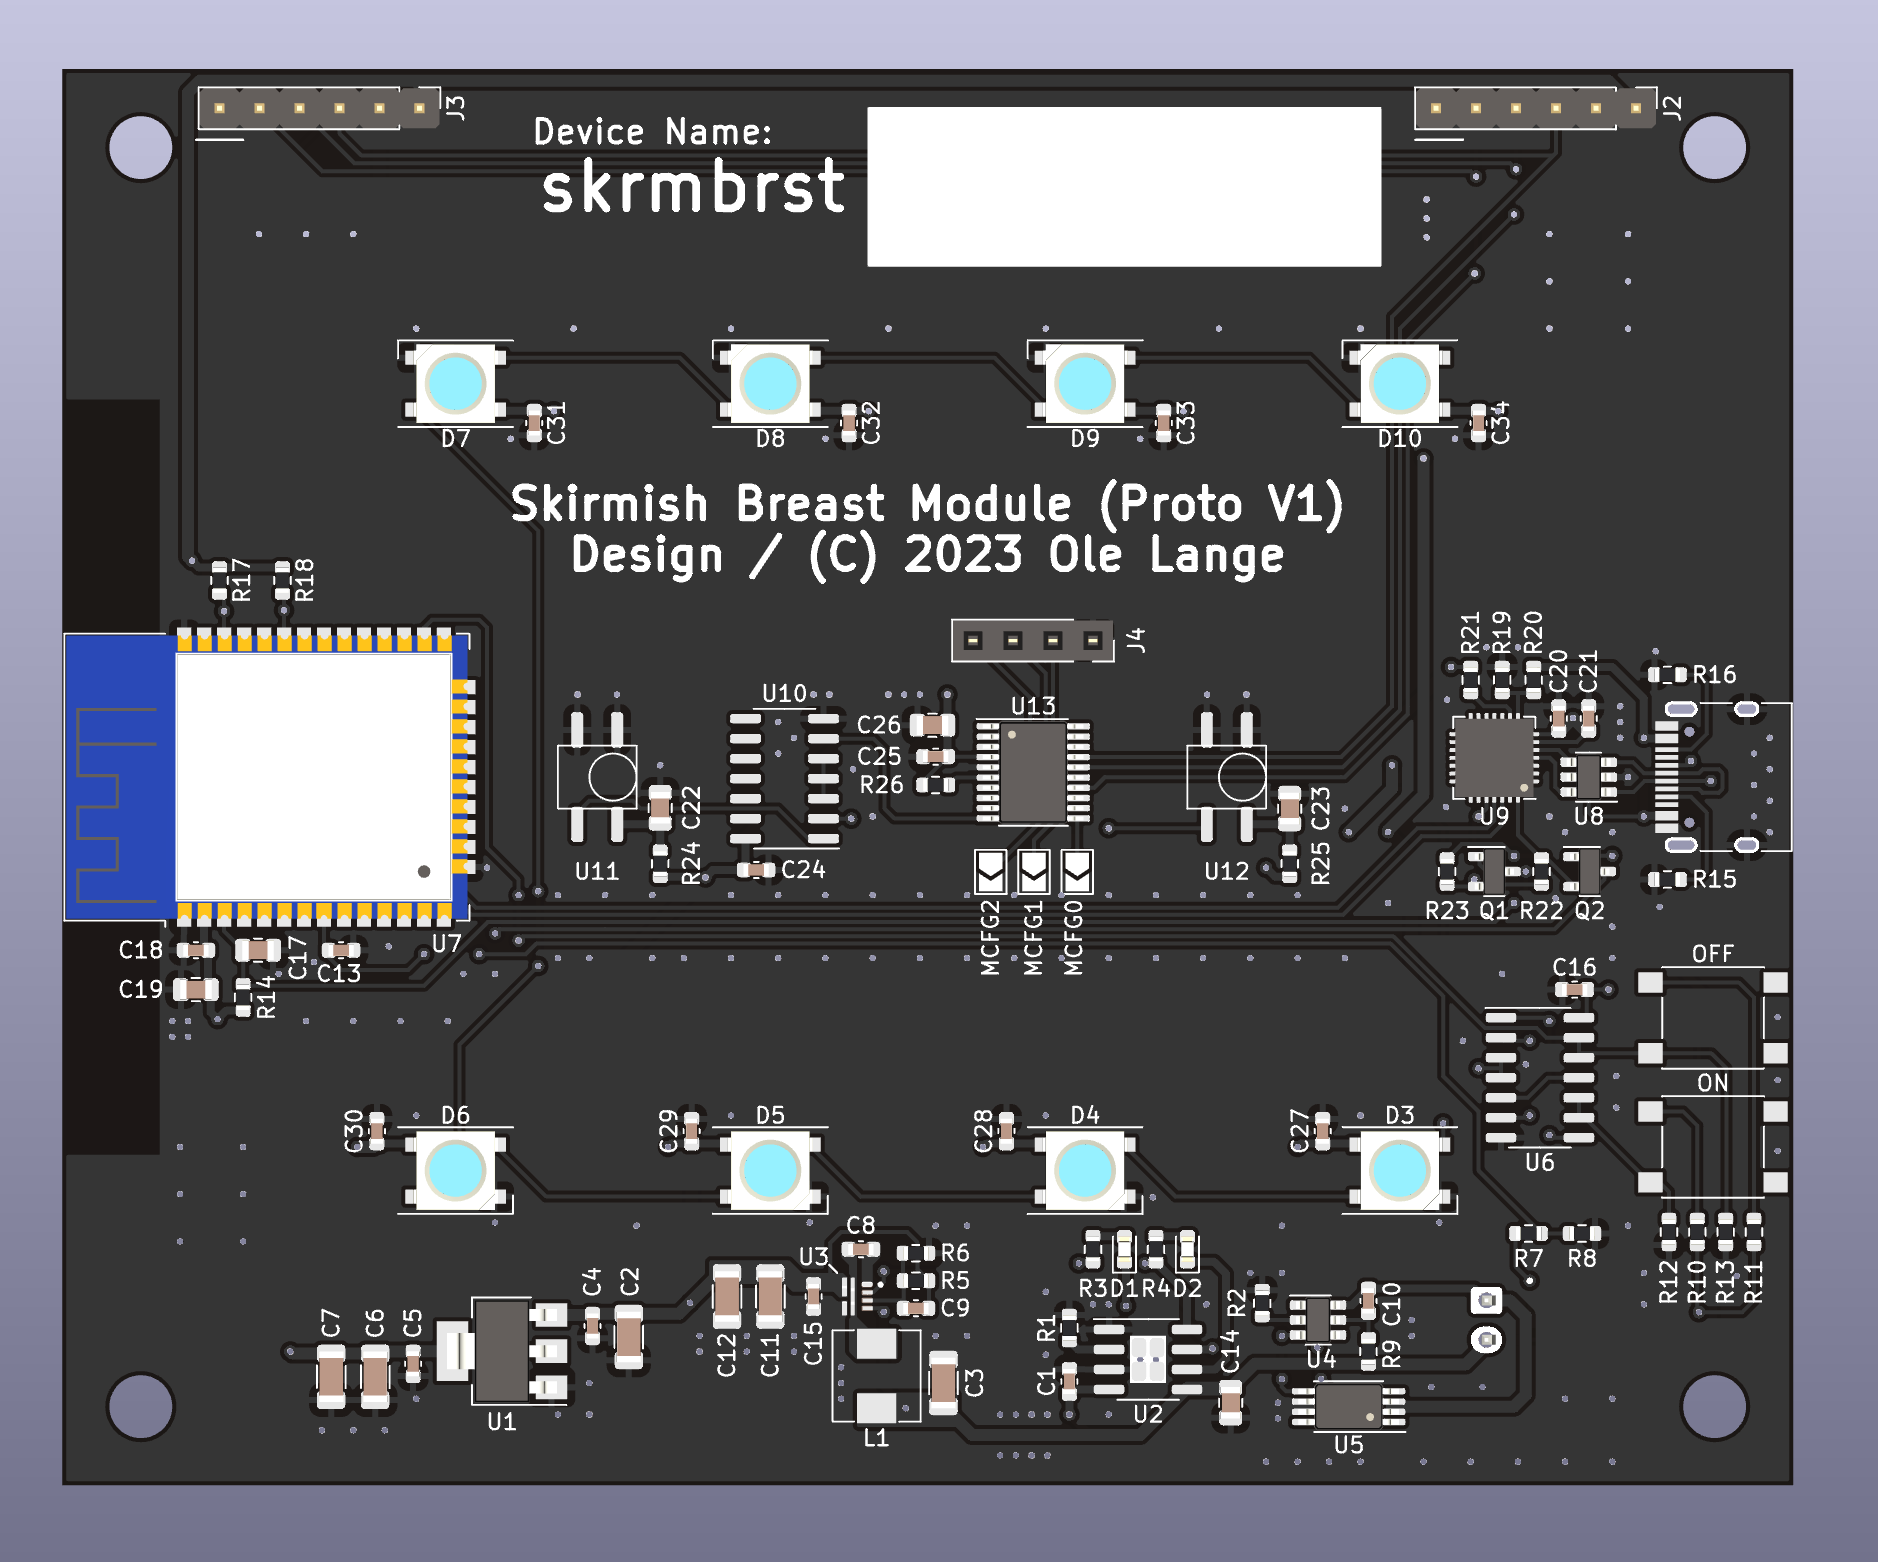 J3
J2
Device Name:
skrmbrst
C31
C32
C33
C34
D7
D8
D9
D10
Skirmish Breast Module (Proto V1)
Design / (C) 2023 Ole Lange
R17
R18
J4
R21
R19
R20
C20
C21
R16
U10
U13
C26
C25
R26
C22
C23
U9
U8
U11
R24
C24
U12
R25
R15
MCFG2
MCFG1
MCFG0
R23
Q1
R22
Q2
U7
C18
C17
C13
C19
R14
OFF
C16
ON
C30
D6
C29
D5
C28
D4
C27
D3
U6
C8
U3
R6
R5
C9
R3
D1
R4
D2
R7
R8
R12
R10
R13
R11
C7
C6
C5
C4
C2
C12
C11
C15
R1
R2
C10
C1
C14
U4
R9
C3
U1
L1
U2
U5